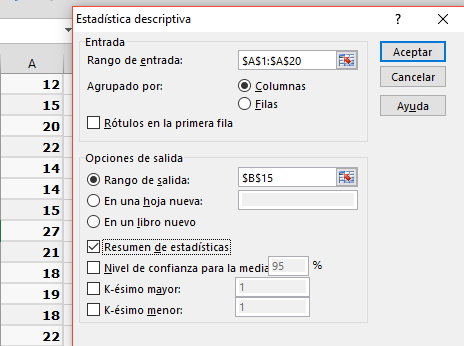 Estadística descriptiva
Entrada
Rango de entrada: $A$1:$A$20
Agrupado por: Columnas
Filas
Rótulos en la primera fila
Opciones de salida
Rango de salida: $B$15
En una hoja nueva:
En un libro nuevo
Resumen de estadísticas
Nivel de confianza para la media 95 %
K-ésimo mayor: 1
K-ésimo menor: 1
Aceptar
Cancelar
Ayuda
A
12
15
20
22
14
14
15
27
21
18
19
18
22